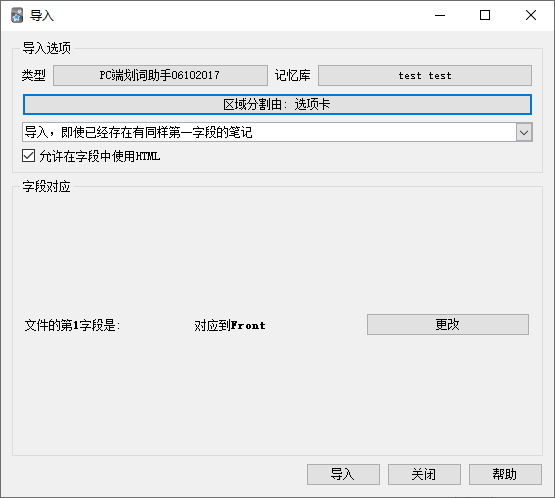 导入
导入选项
类型 PC端划词助手06102017 记忆库 test test
区域分割由: 选项卡
导入，即使已经存在有同样第一字段的笔记
允许在字段中使用HTML
字段对应
文件的第1字段是: 对应到Front 更改
导入 关闭 帮助